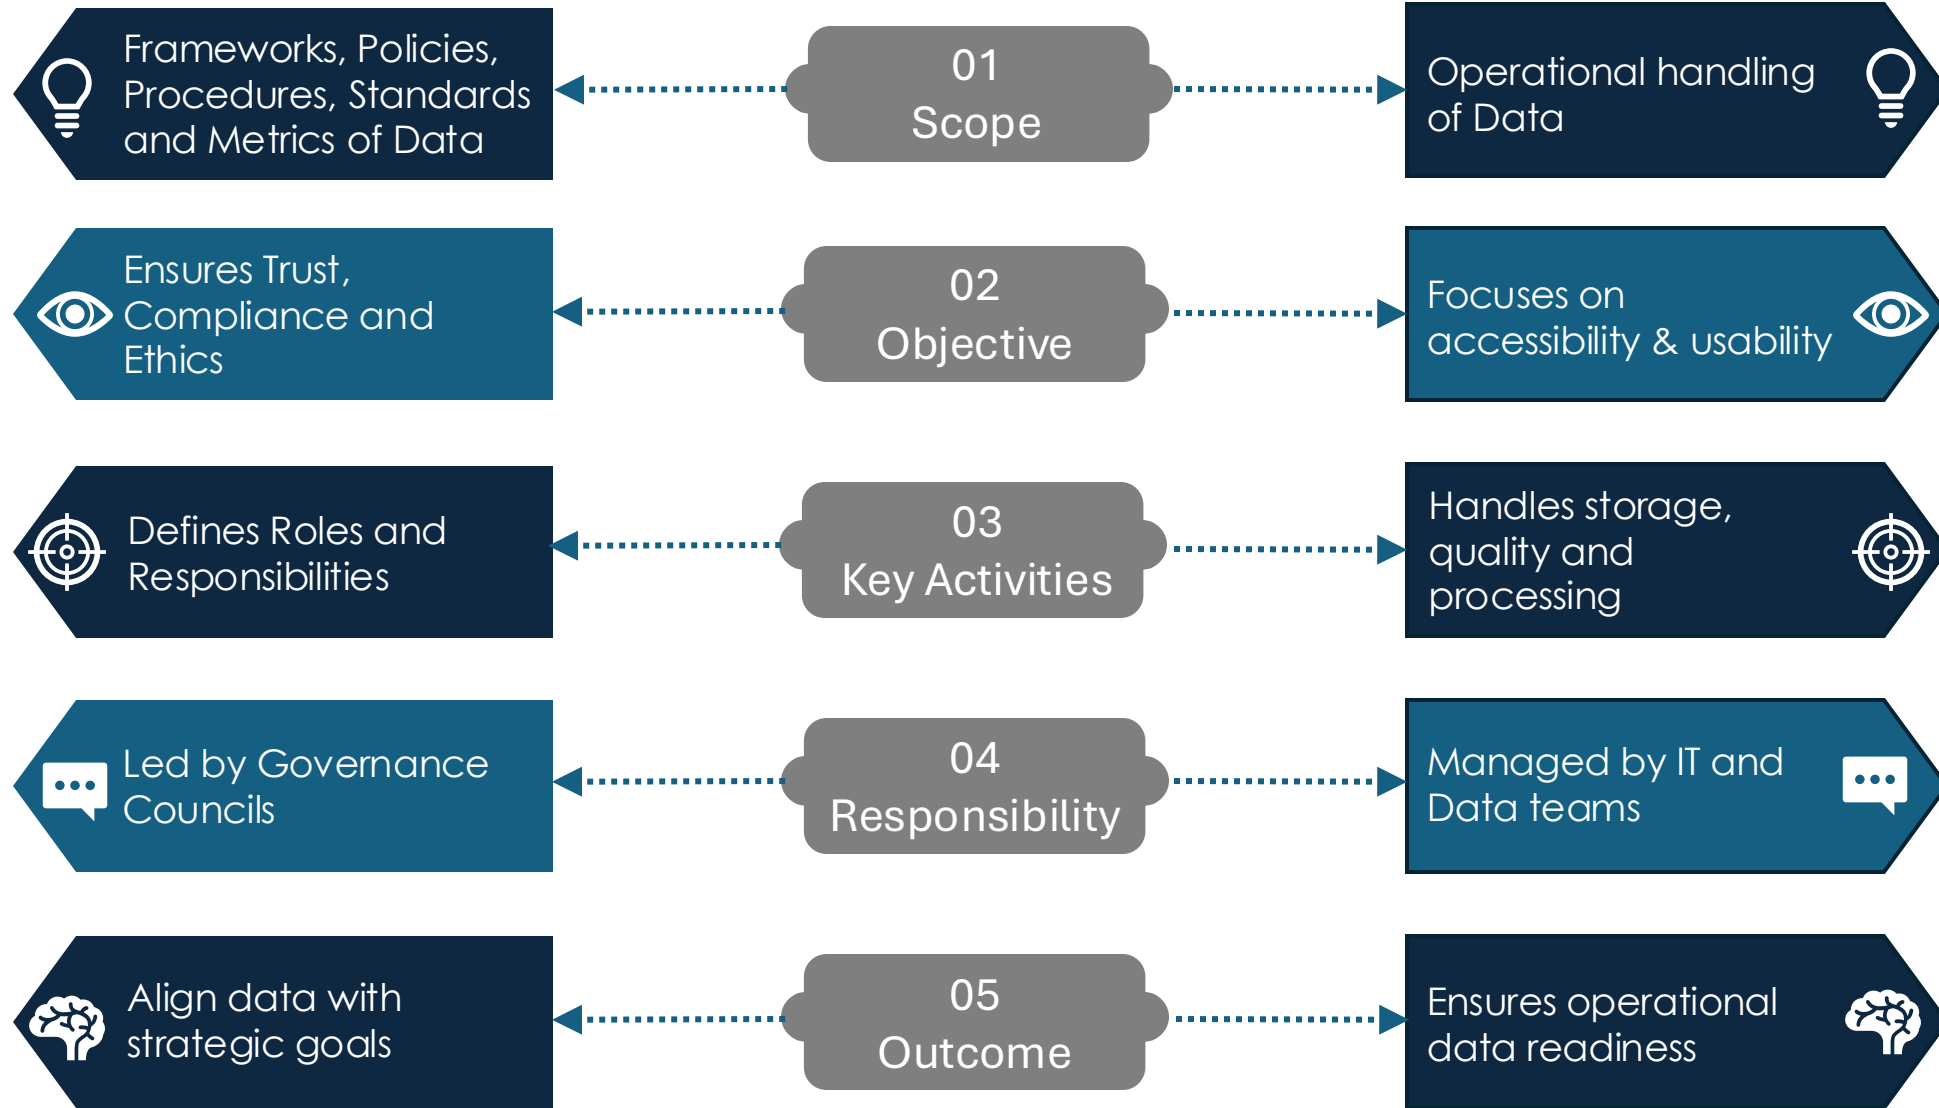 Frameworks, Policies,
Procedures, Standards
and Metrics of Data
01
Scope
Operational handling
of Data
Ensures Trust,
Compliance and
Ethics
02
Objective
Focuses on
accessibility & usability
Defines Roles and
Responsibilities
03
Key Activities
Handles storage,
quality and
processing
Led by Governance
Councils
04
Responsibility
Managed by IT and
Data teams
Align data with
strategic goals
05
Outcome
Ensures operational
data readiness